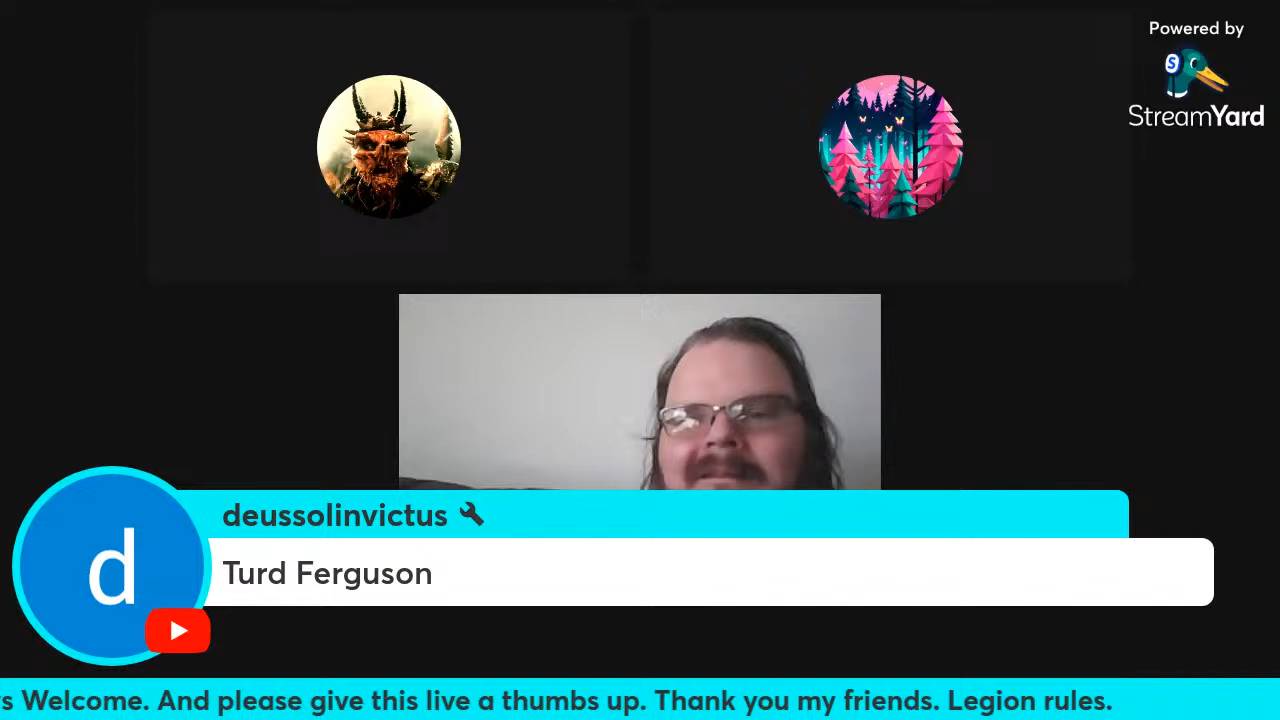 Powered by
S
StreamYard
deussolinvictus
d
Turd Ferguson
s Welcome. And please give this live a thumbs up. Thank you my friends. Legion rules.